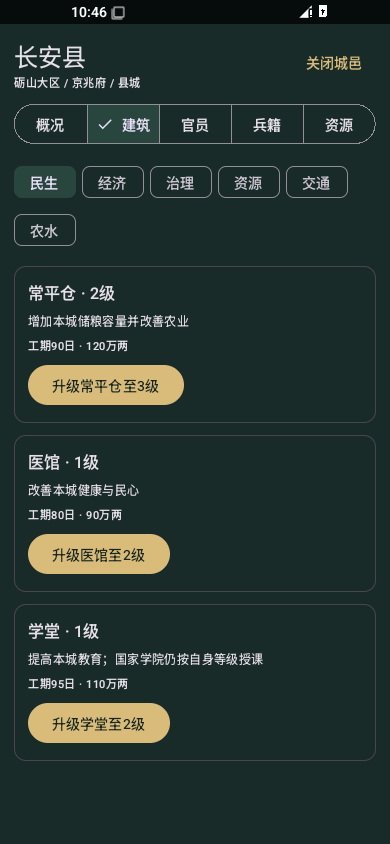 10:46
长安县
关闭城邑
砺山大区 / 京兆府 / 县城
概况 建筑 官员 兵籍 资源
民生 经济 治理 资源 交通
农水
常平仓 · 2级
增加本城储粮容量并改善农业
工期90日 · 120万两
升级常平仓至3级
医馆 · 1级
改善本城健康与民心
工期80日 · 90万两
升级医馆至2级
学堂 · 1级
提高本城教育；国家学院仍按自身等级授课
工期95日 · 110万两
升级学堂至2级